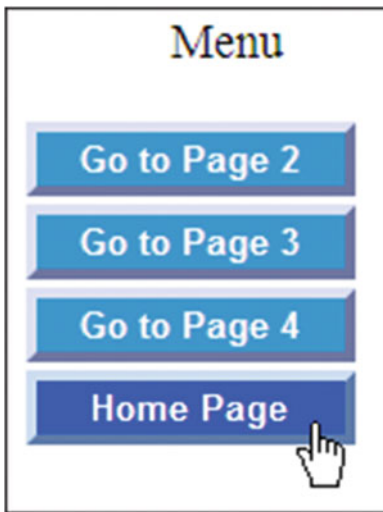 Menu
Go to Page 2
Go to Page 3
Go to Page 4
Home Page